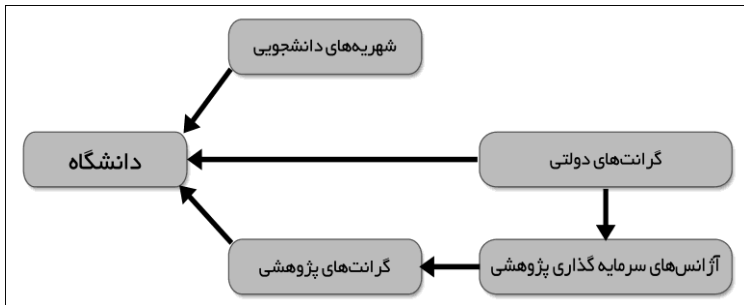 شهریه‌های دانشجویی
دانشگاه
گرانت‌های دولتی
گرانت‌های پژوهشی
آژانس‌های سرمایه گذاری پژوهشی